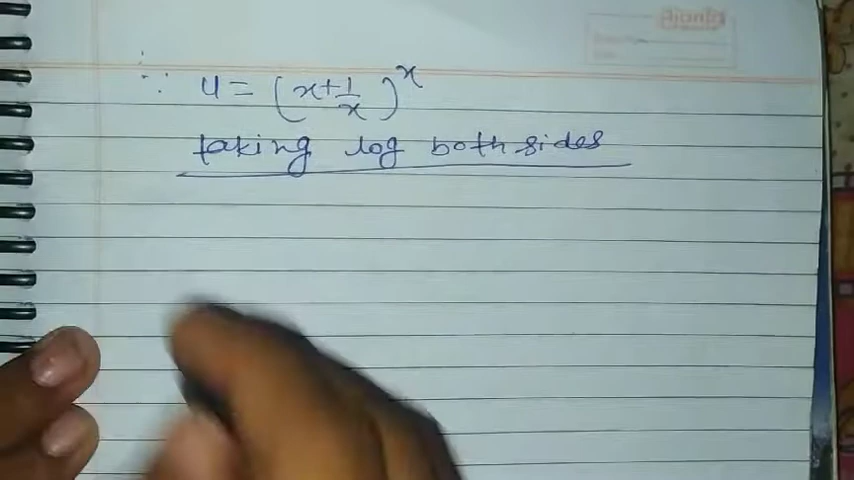 ∵ u = (x+1/x)^x
taking log both sides